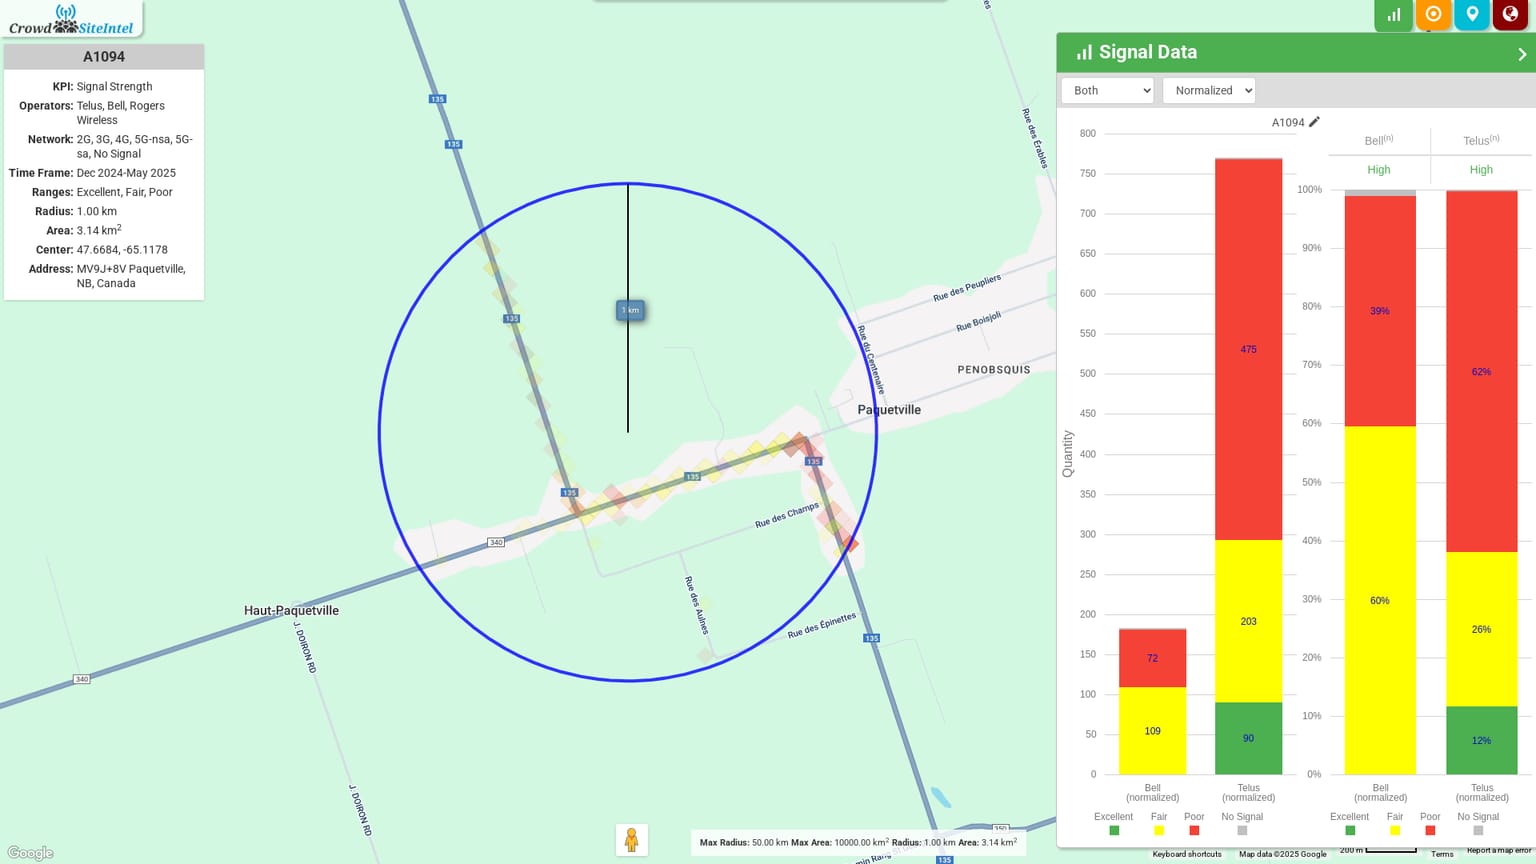 Crowd SiteIntel
A1094
KPI: Signal Strength
Operators: Telus, Bell, Rogers
Wireless
Network: 2G, 3G, 4G, 5G-nsa, 5G-
sa, No Signal
Time Frame: Dec 2024-May 2025
Ranges: Excellent, Fair, Poor
Radius: 1.00 km
Area: 3.14 km²
Center: 47.6684, -65.1178
Address: MV9J+8V Paquetville,
NB, Canada
135
135
135
135
135
135
135
135
340
340
350
1 km
Rue des Érables
Rue des Peupliers
Rue Boisjoli
Rue du Centenaire
PENOBSQUIS
Paquetville
Rue des Champs
Rue des Aulnes
Rue des Épinettes
Haut-Paquetville
J. DOIRON RD
J. DOIRON RD
Google
Max Radius: 50.00 km Max Area: 10000.00 km² Radius: 1.00 km Area: 3.14 km²
Signal Data
Both
Normalized
A1094
Quantity
800
750
700
650
600
550
500
450
400
350
300
250
200
150
100
50
0
72
109
475
203
90
Bell
(normalized)
Telus
(normalized)
Excellent Fair Poor No Signal
Bell(n) Telus(n)
High High
100%
90%
80%
70%
60%
50%
40%
30%
20%
10%
0%
39%
60%
62%
26%
12%
Bell
(normalized)
Telus
(normalized)
Excellent Fair Poor No Signal
200 m
Keyboard shortcuts Map data ©2025 Google Terms Report a map error